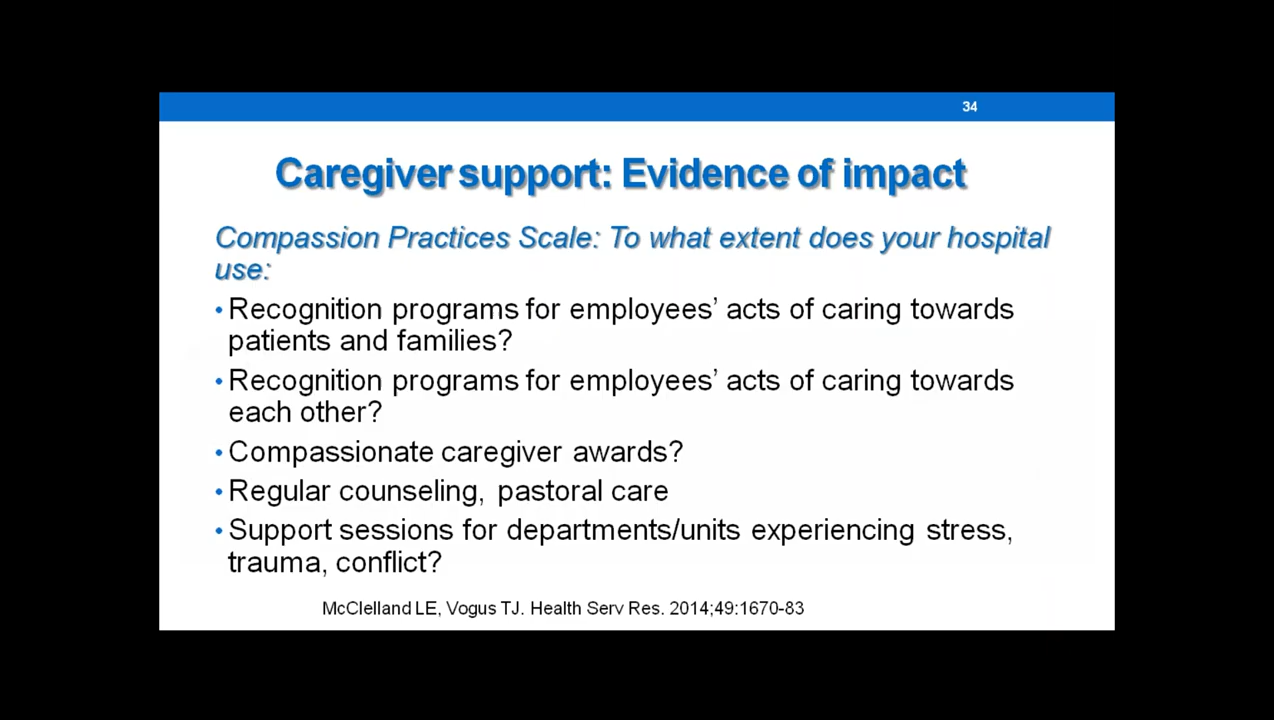 34
Caregiver support: Evidence of impact
Compassion Practices Scale: To what extent does your hospital
use:
• Recognition programs for employees’ acts of caring towards
patients and families?
• Recognition programs for employees’ acts of caring towards
each other?
• Compassionate caregiver awards?
• Regular counseling, pastoral care
• Support sessions for departments/units experiencing stress,
trauma, conflict?
McClelland LE, Vogus TJ. Health Serv Res. 2014;49:1670-83